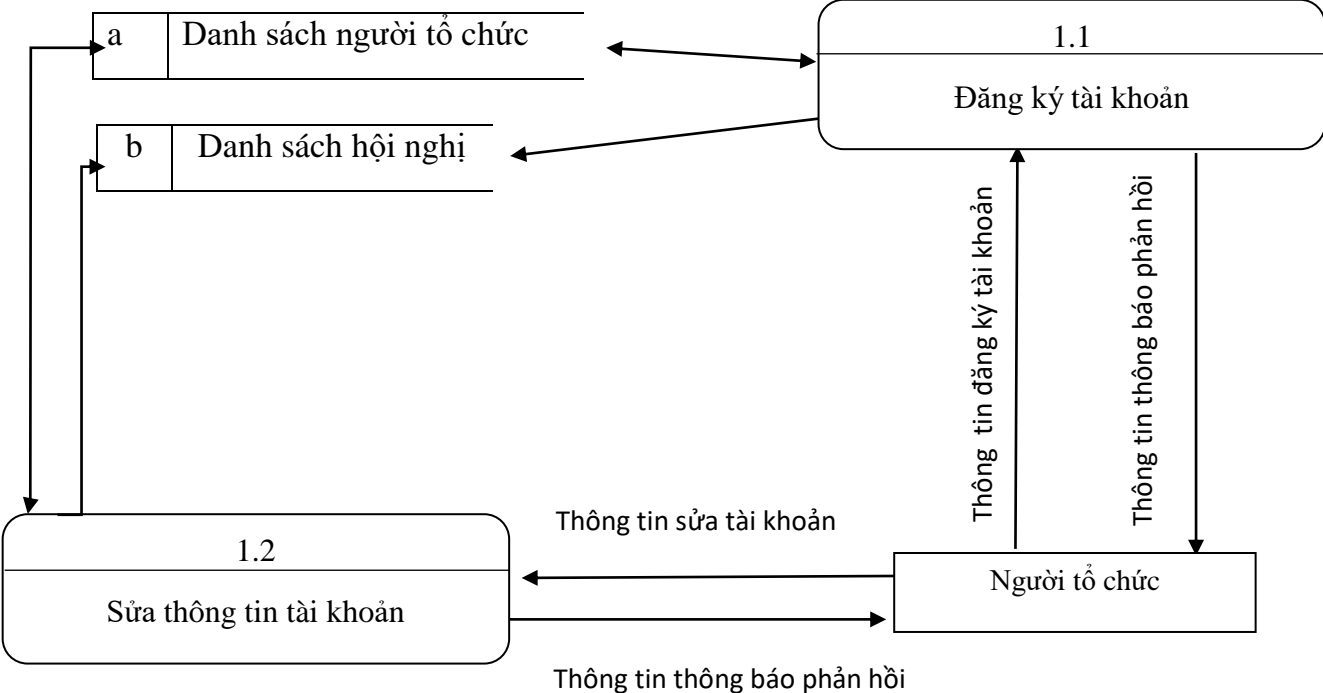 a Danh sách người tổ chức
1.1
Đăng ký tài khoản
b Danh sách hội nghị
Thông tin đăng ký tài khoản
Thông tin thông báo phản hồi
Thông tin sửa tài khoản
1.2
Sửa thông tin tài khoản
Người tổ chức
Thông tin thông báo phản hồi